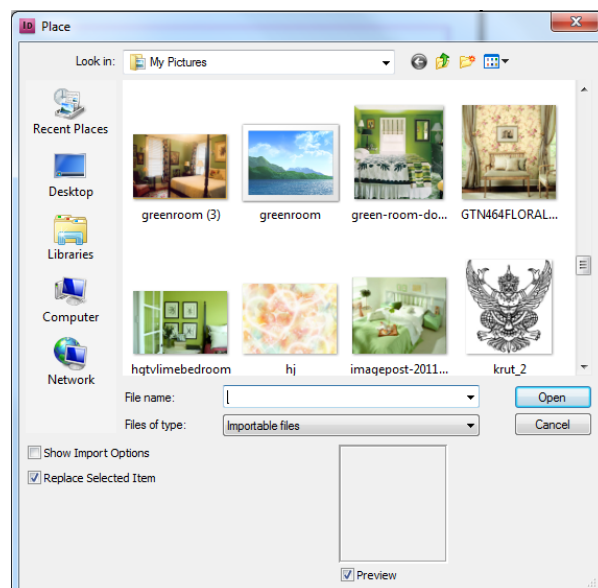 ID Place
Look in: My Pictures
Recent Places
Desktop
Libraries
Computer
Network
greenroom (3) greenroom green-room-do... GTN464FLORAL...
hgtvlimebedroom hj imagepost-2011... krut_2
File name: Open
Files of type: Importable files Cancel
Show Import Options
Replace Selected Item
Preview